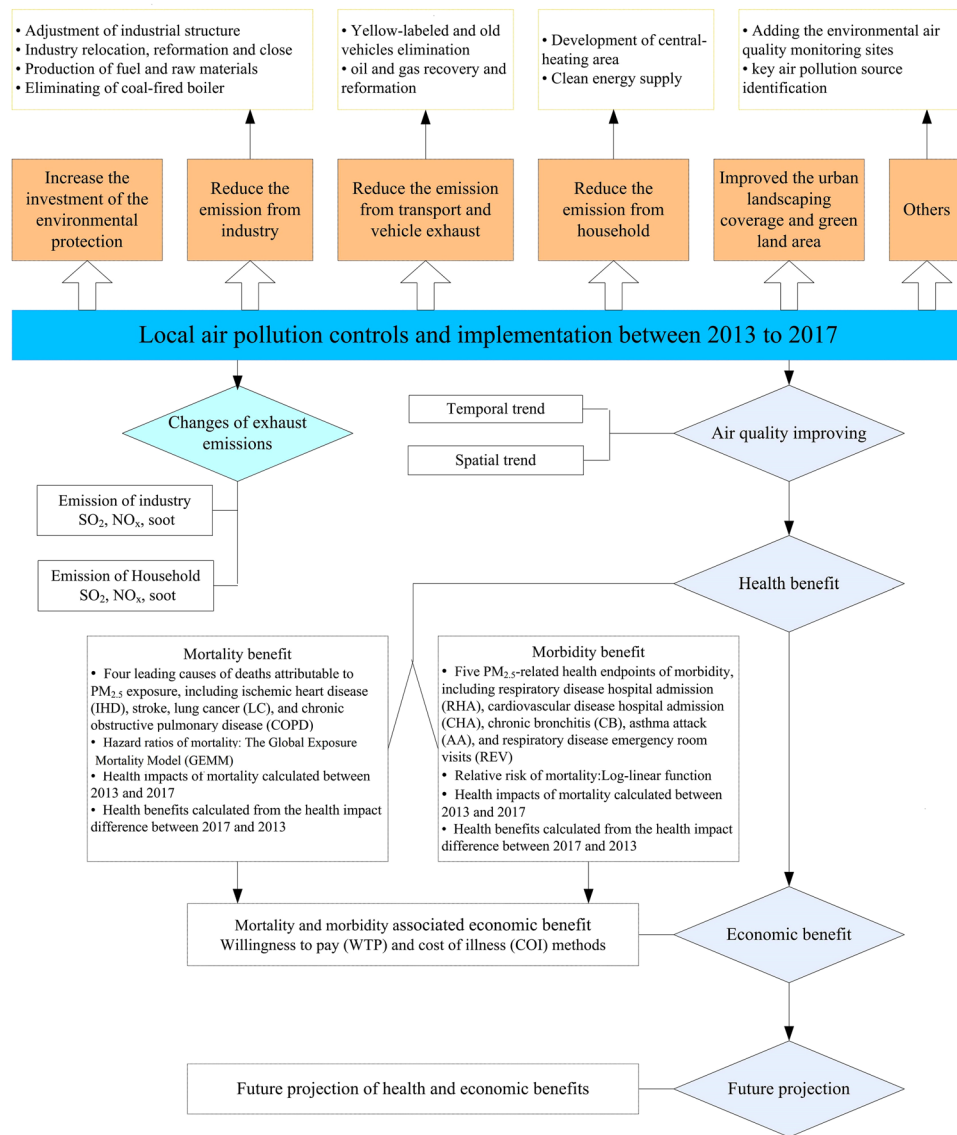 • Adjustment of industrial structure
• Industry relocation, reformation and close
• Production of fuel and raw materials
• Eliminating of coal-fired boiler
• Yellow-labeled and old
vehicles elimination
• oil and gas recovery and
reformation
• Development of central-
heating area
• Clean energy supply
• Adding the environmental air
quality monitoring sites
• key air pollution source
identification
Increase the
investment of the
environmental
protection
Reduce the
emission from
industry
Reduce the emission
from transport and
vehicle exhaust
Reduce the
emission from
household
Improved the urban
landscaping
coverage and green
land area
Others
Local air pollution controls and implementation between 2013 to 2017
Changes of exhaust
emissions
Temporal trend
Spatial trend
Air quality improving
Emission of industry
SO₂, NOₓ, soot
Emission of Household
SO₂, NOₓ, soot
Health benefit
Mortality benefit
• Four leading causes of deaths attributable to
PM₂.₅ exposure, including ischemic heart disease
(IHD), stroke, lung cancer (LC), and chronic
obstructive pulmonary disease (COPD)
• Hazard ratios of mortality: The Global Exposure
Mortality Model (GEMM)
• Health impacts of mortality calculated between
2013 and 2017
• Health benefits calculated from the health impact
difference between 2017 and 2013
Morbidity benefit
• Five PM₂.₅-related health endpoints of morbidity,
including respiratory disease hospital admission
(RHA), cardiovascular disease hospital admission
(CHA), chronic bronchitis (CB), asthma attack
(AA), and respiratory disease emergency room
visits (REV)
• Relative risk of mortality:Log-linear function
• Health impacts of mortality calculated between
2013 and 2017
• Health benefits calculated from the health impact
difference between 2017 and 2013
Mortality and morbidity associated economic benefit
Willingness to pay (WTP) and cost of illness (COI) methods
Economic benefit
Future projection of health and economic benefits
Future projection